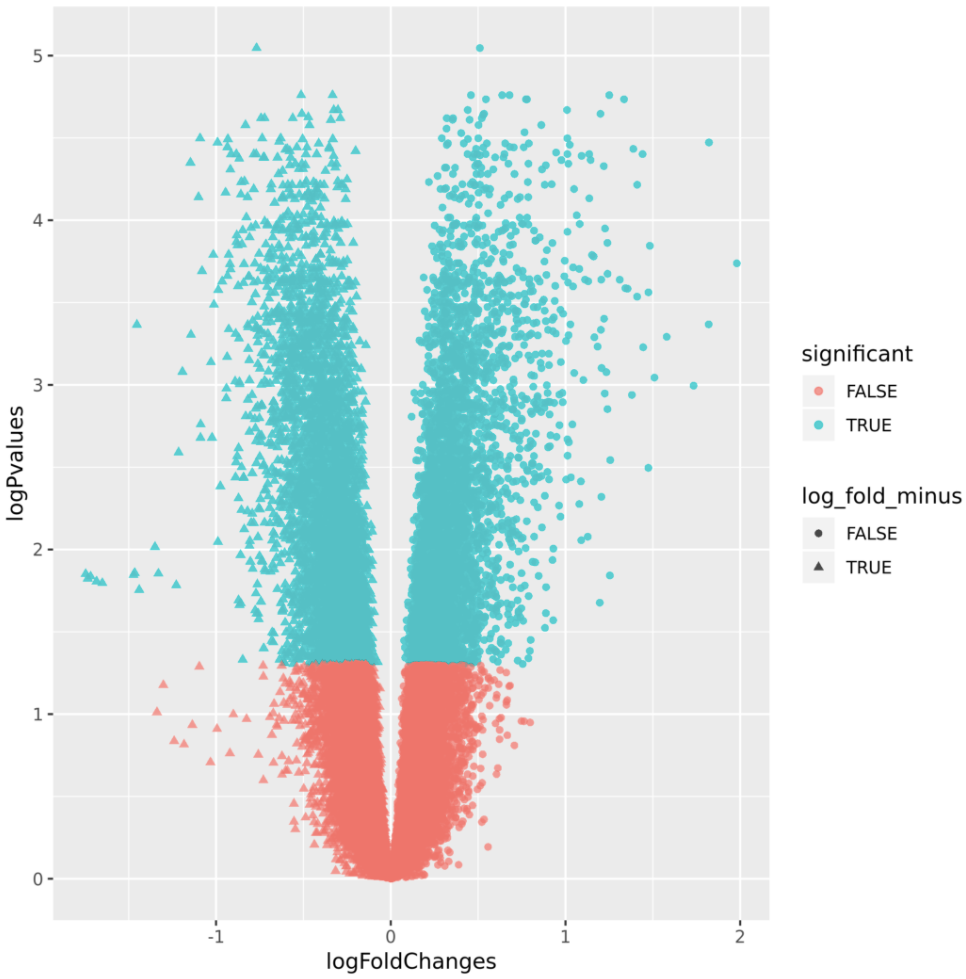 5
4
3
2
1
0
logPvalues
-1
0
1
2
logFoldChanges
significant
FALSE
TRUE
log_fold_minus
FALSE
TRUE